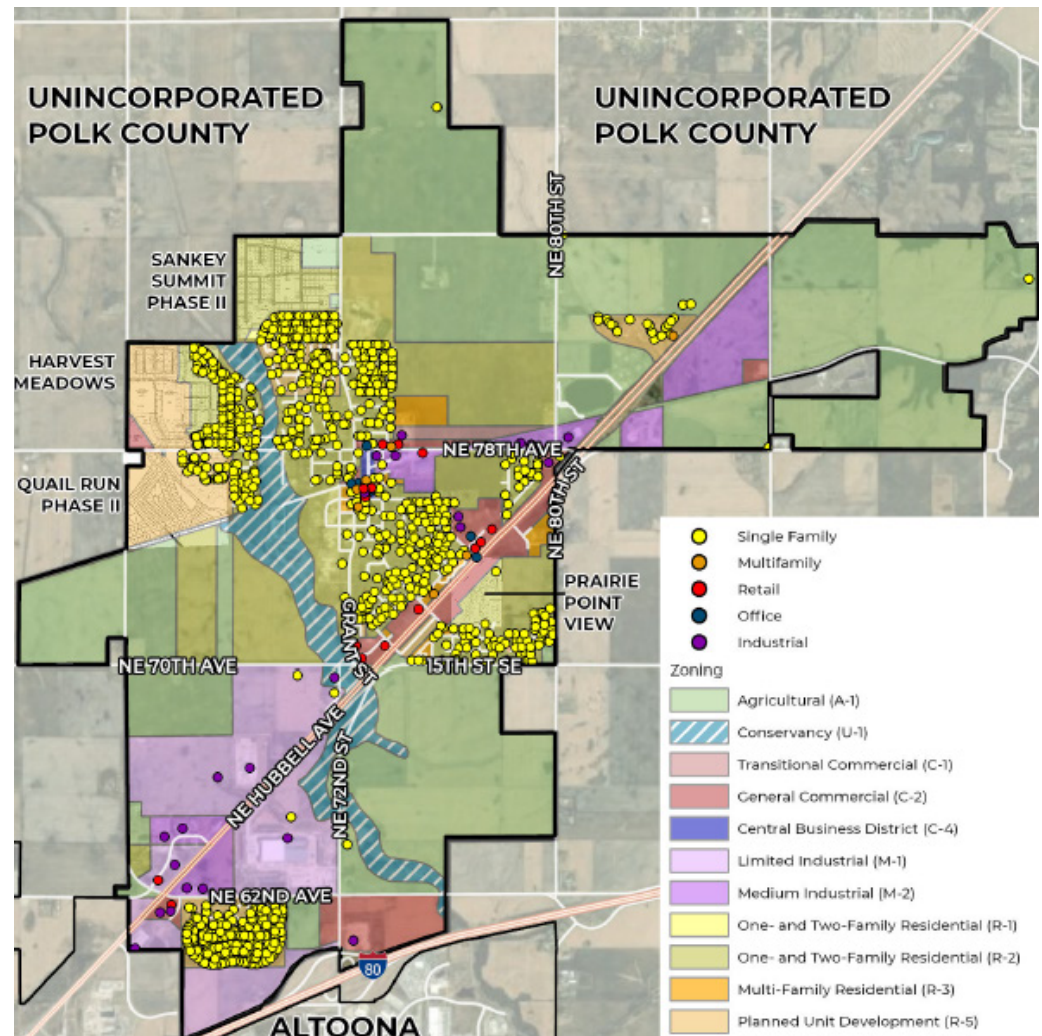 UNINCORPORATED
POLK COUNTY
UNINCORPORATED
POLK COUNTY
NE 80TH ST
SANKEY
SUMMIT
PHASE II
HARVEST
MEADOWS
NE 78TH AVE
QUAIL RUN
PHASE II
NE 80TH ST
PRAIRIE
POINT
VIEW
GRANT ST
NE 70TH AVE
15TH ST SE
NE HUBBELL AVE
NE 72ND ST
NE 62ND AVE
80
ALTOONA
Single Family
Multifamily
Retail
Office
Industrial
Zoning
Agricultural (A-1)
Conservancy (U-1)
Transitional Commercial (C-1)
General Commercial (C-2)
Central Business District (C-4)
Limited Industrial (M-1)
Medium Industrial (M-2)
One- and Two-Family Residential (R-1)
One- and Two-Family Residential (R-2)
Multi-Family Residential (R-3)
Planned Unit Development (R-5)